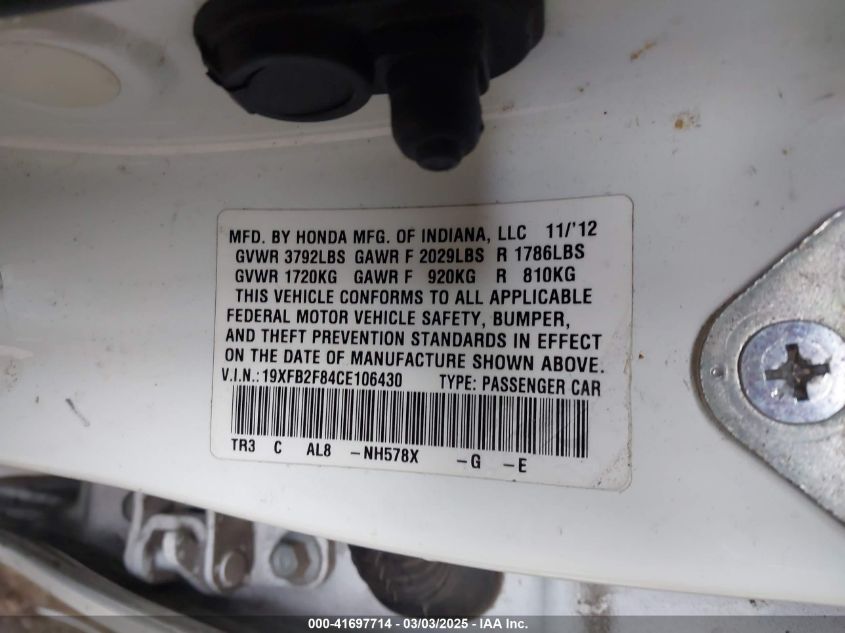 MFD. BY HONDA MFG. OF INDIANA, LLC 11/'12
GVWR 3792LBS GAWR F 2029LBS R 1786LBS
GVWR 1720KG GAWR F 920KG R 810KG
THIS VEHICLE CONFORMS TO ALL APPLICABLE
FEDERAL MOTOR VEHICLE SAFETY, BUMPER,
AND THEFT PREVENTION STANDARDS IN EFFECT
ON THE DATE OF MANUFACTURE SHOWN ABOVE.
V.I.N.: 19XFB2F84CE106430 TYPE: PASSENGER CAR
TR3 C AL8 -NH578X -G -E
000-41697714 - 03/03/2025 - IAA Inc.